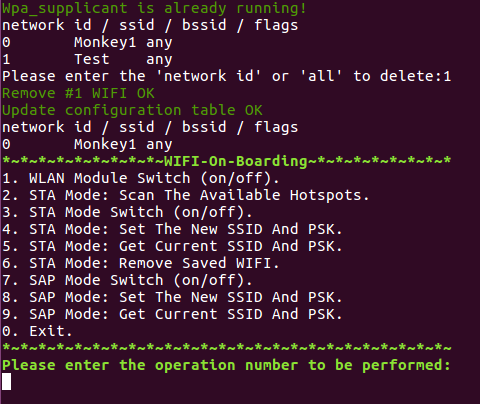 Wpa_supplicant is already running!
network id / ssid / bssid / flags
0       Monkey1 any
1       Test    any
Please enter the 'network id' or 'all' to delete:1
Remove #1 WIFI OK
Update configuration table OK
network id / ssid / bssid / flags
0       Monkey1 any
*~*~*~*~*~*~*~*~*~*~WIFI-On-Boarding~*~*~*~*~*~*~*~*
1. WLAN Module Switch (on/off).
2. STA Mode: Scan The Available Hotspots.
3. STA Mode Switch (on/off).
4. STA Mode: Set The New SSID And PSK.
5. STA Mode: Get Current SSID And PSK.
6. STA Mode: Remove Saved WIFI.
7. SAP Mode Switch (on/off).
8. SAP Mode: Set The New SSID And PSK.
9. SAP Mode: Get Current SSID And PSK.
0. Exit.
*~*~*~*~*~*~*~*~*~*~*~*~*~*~*~*~*~*~*~*~*~*~*~*~*~*~
Please enter the operation number to be performed: